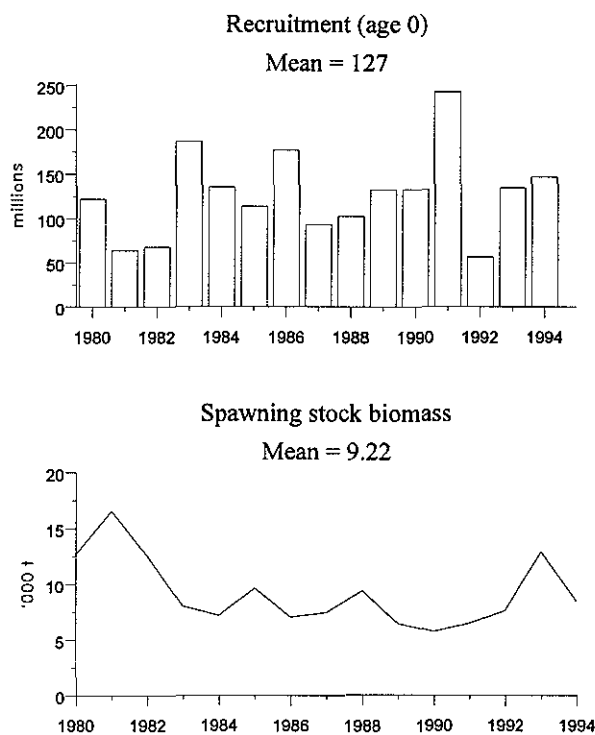 Recruitment (age 0)
Mean = 127
250
200
150
100
50
0
millions
1980 1982 1984 1986 1988 1990 1992 1994
Spawning stock biomass
Mean = 9.22
20
15
10
5
0
'000 t
1980 1982 1984 1986 1988 1990 1992 1994